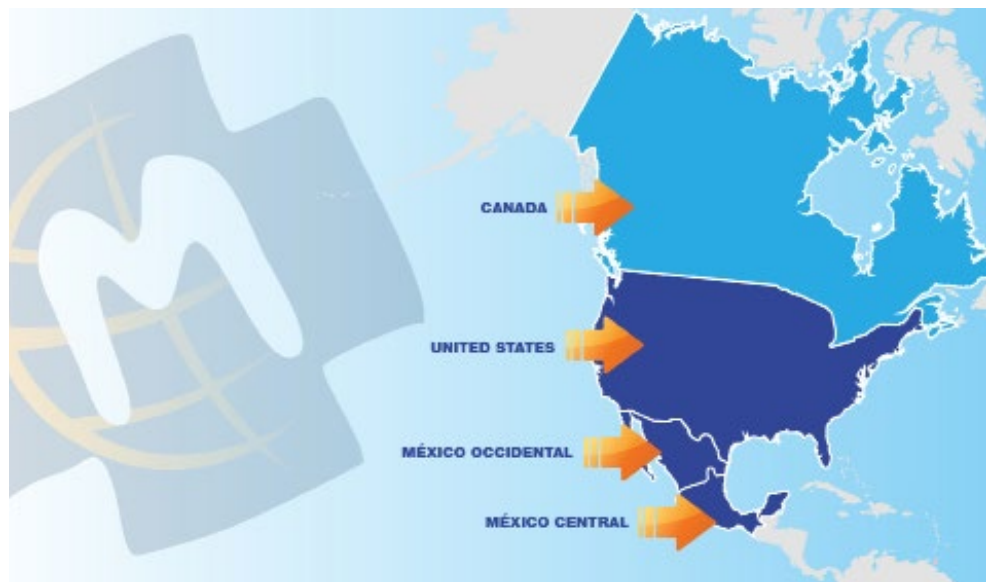 CANADA
UNITED STATES
MÉXICO OCCIDENTAL
MÉXICO CENTRAL